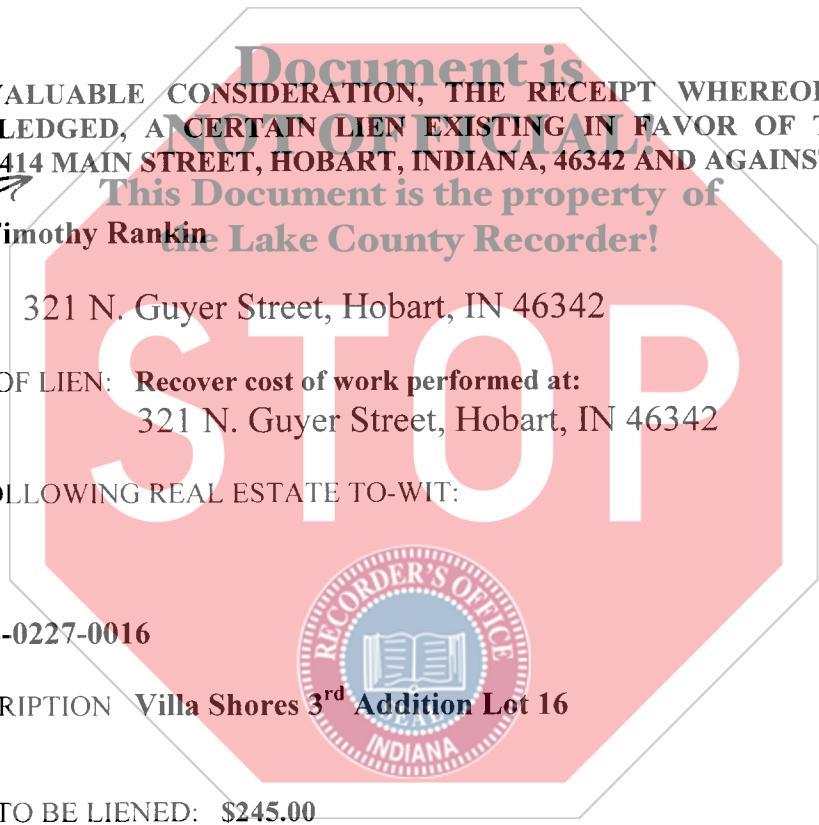 Document is
VALUABLE CONSIDERATION, THE RECEIPT WHEREOF
LEDGED, A CERTAIN LIEN EXISTING IN FAVOR OF T
NOT OFFICIAL!
414 MAIN STREET, HOBART, INDIANA, 46342 AND AGAINST
This Document is the property of
Timothy Rankin
the Lake County Recorder!
321 N. Guyer Street, Hobart, IN 46342
STOP
OF LIEN: Recover cost of work performed at:
321 N. Guyer Street, Hobart, IN 46342
OLLOWING REAL ESTATE TO-WIT:
RECORDER'S OFFICE
-0227-0016
RIPTION Villa Shores 3rd Addition Lot 16
SEAL
INDIANA
TO BE LIENED: $245.00